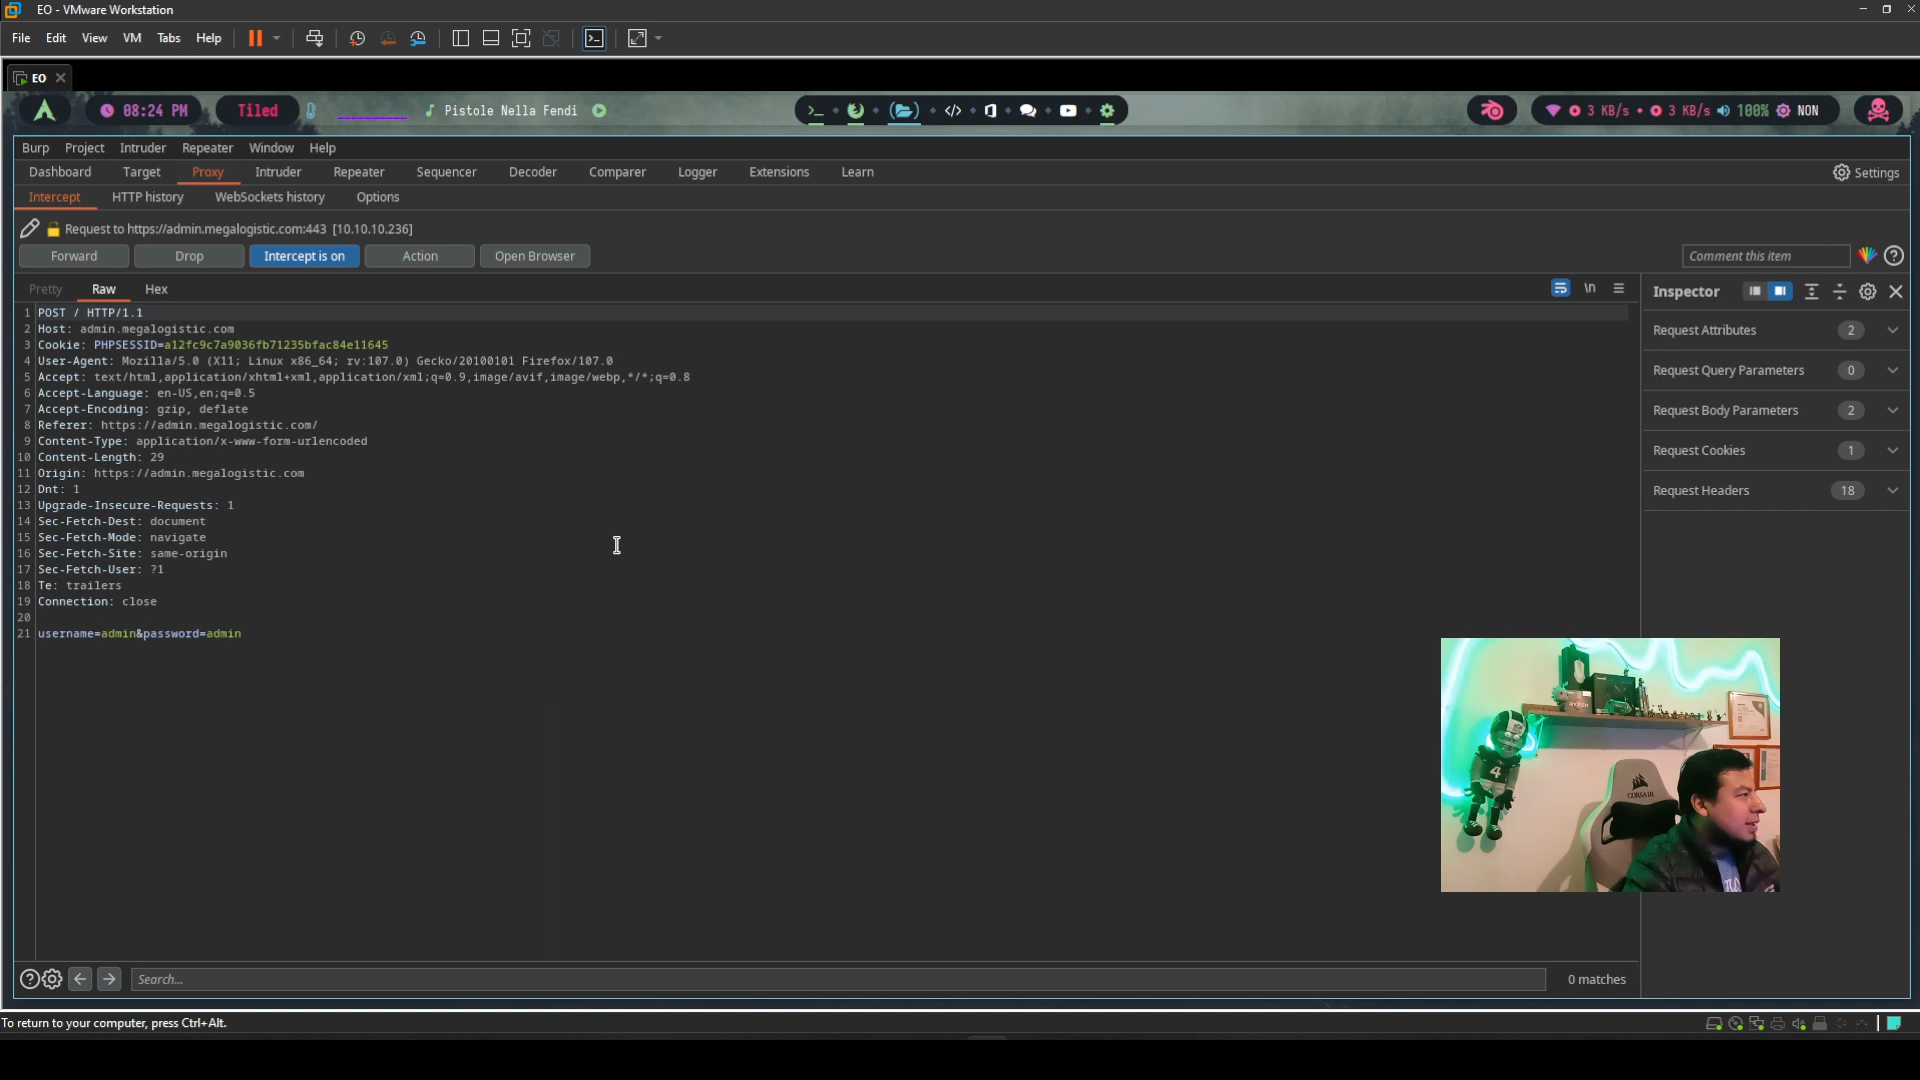 EO - VMware Workstation
File Edit View VM Tabs Help
EO
08:24 PM Tiled Pistole Nella Fendi 3 KB/s • 3 KB/s 100% NON
Burp Project Intruder Repeater Window Help
Dashboard Target Proxy Intruder Repeater Sequencer Decoder Comparer Logger Extensions Learn Settings
Intercept HTTP history WebSockets history Options
Request to https://admin.megalogistic.com:443 [10.10.10.236]
Forward Drop Intercept is on Action Open Browser Comment this item
Pretty Raw Hex \n Inspector
1 POST / HTTP/1.1
2 Host: admin.megalogistic.com
3 Cookie: PHPSESSID=a12fc9c7a9036fb71235bfac84e11645
4 User-Agent: Mozilla/5.0 (X11; Linux x86_64; rv:107.0) Gecko/20100101 Firefox/107.0
5 Accept: text/html,application/xhtml+xml,application/xml;q=0.9,image/avif,image/webp,*/*;q=0.8
6 Accept-Language: en-US,en;q=0.5
7 Accept-Encoding: gzip, deflate
8 Referer: https://admin.megalogistic.com/
9 Content-Type: application/x-www-form-urlencoded
10 Content-Length: 29
11 Origin: https://admin.megalogistic.com
12 Dnt: 1
13 Upgrade-Insecure-Requests: 1
14 Sec-Fetch-Dest: document
15 Sec-Fetch-Mode: navigate
16 Sec-Fetch-Site: same-origin
17 Sec-Fetch-User: ?1
18 Te: trailers
19 Connection: close
20
21 username=admin&password=admin
Request Attributes 2
Request Query Parameters 0
Request Body Parameters 2
Request Cookies 1
Request Headers 18
RYZEN
4
CORSAIR
Search... 0 matches
To return to your computer, press Ctrl+Alt.